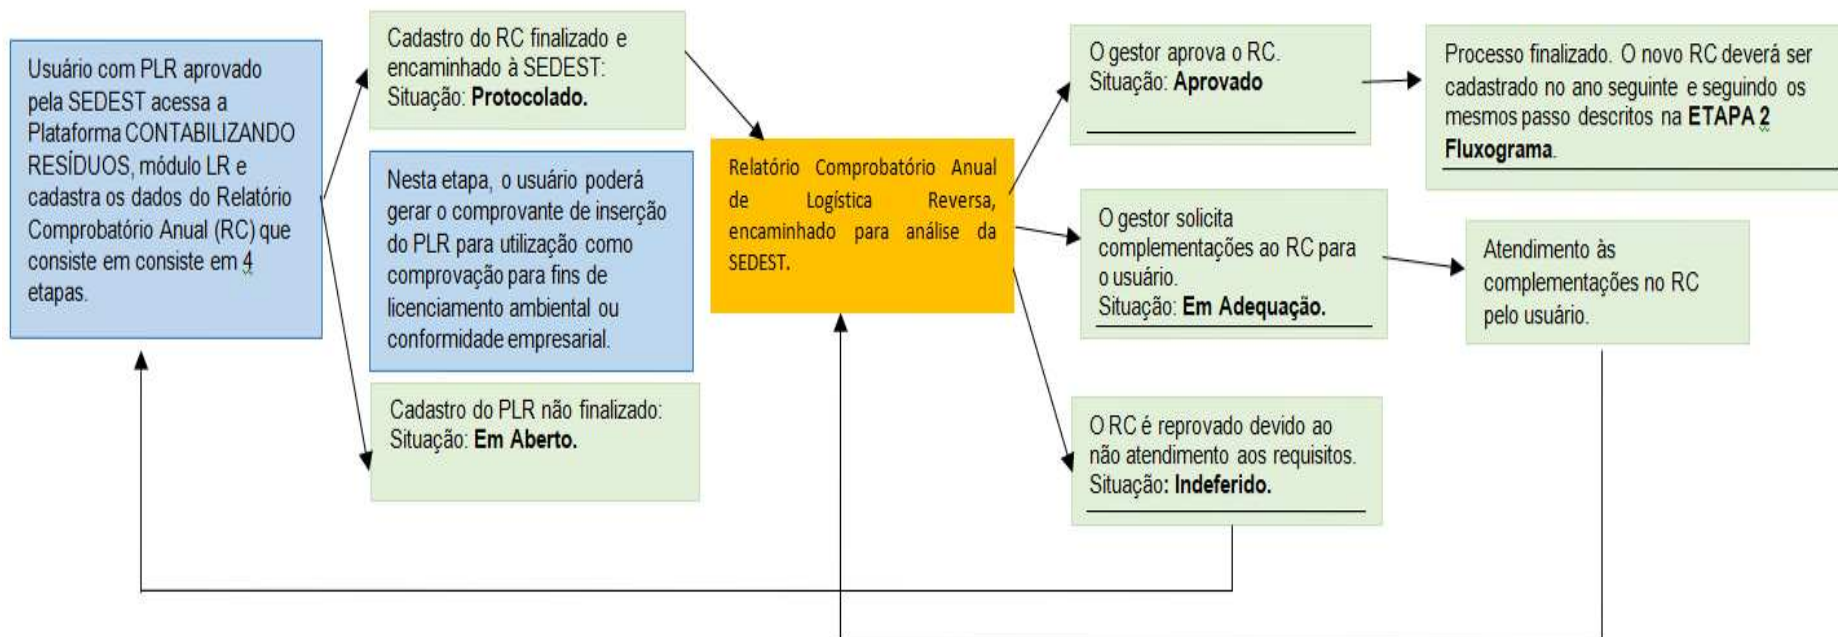 Usuário com PLR aprovado
pela SEDEST acessa a
Plataforma CONTABILIZANDO
RESÍDUOS, módulo LR e
cadastra os dados do Relatório
Comprobatório Anual (RC) que
consiste em consiste em 4
etapas.
Cadastro do RC finalizado e
encaminhado à SEDEST:
Situação: Protocolado.
Nesta etapa, o usuário poderá
gerar o comprovante de inserção
do PLR para utilização como
comprovação para fins de
licenciamento ambiental ou
conformidade empresarial.
Cadastro do PLR não finalizado:
Situação: Em Aberto.
Relatório Comprobatório Anual
de Logística Reversa,
encaminhado para análise da
SEDEST.
O gestor aprova o RC.
Situação: Aprovado
Processo finalizado. O novo RC deverá ser
cadastrado no ano seguinte e seguindo os
mesmos passo descritos na ETAPA 2
Fluxograma.
O gestor solicita
complementações ao RC para
o usuário.
Situação: Em Adequação.
Atendimento às
complementações no RC
pelo usuário.
O RC é reprovado devido ao
não atendimento aos requisitos.
Situação: Indeferido.